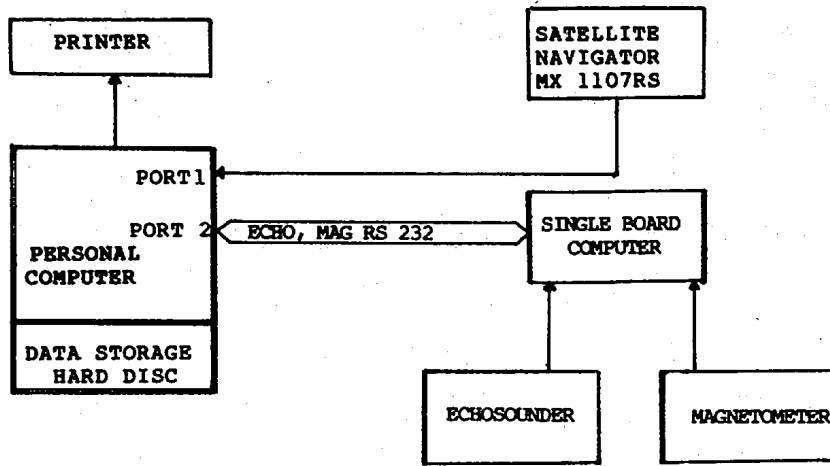 PRINTER
SATELLITE
NAVIGATOR
MX 1107RS
PORT1
PORT 2
ECHO, MAG RS 232
SINGLE BOARD
COMPUTER
PERSONAL
COMPUTER
DATA STORAGE
HARD DISC
ECHOSOUNDER
MAGNETOMETER